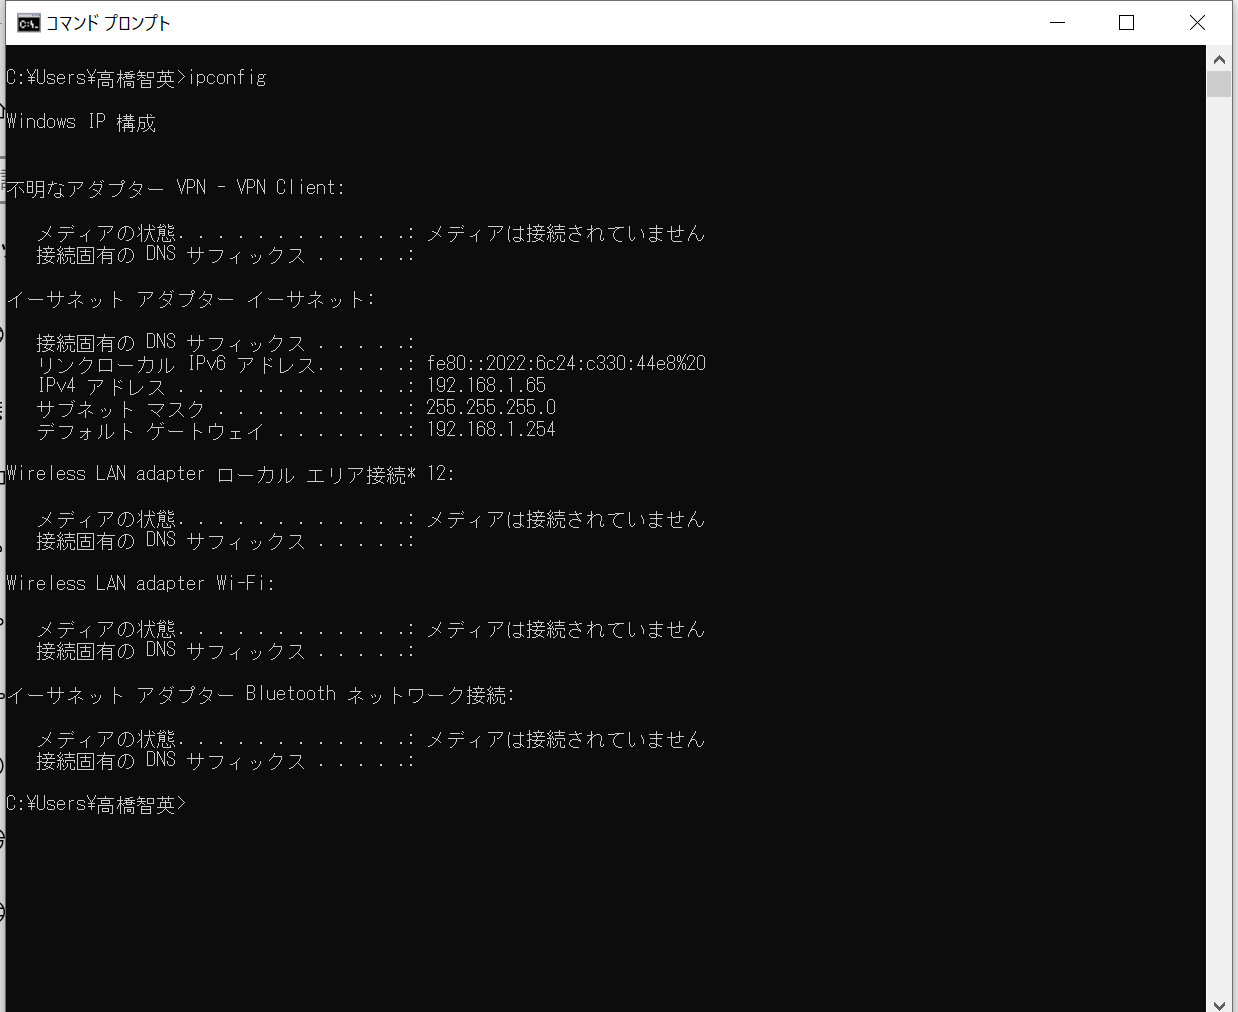 コマンド プロンプト
C:¥Users¥高橋智英>ipconfig
Windows IP 構成
不明なアダプター VPN - VPN Client:
メディアの状態. . . . . . . . . . . .: メディアは接続されていません
接続固有の DNS サフィックス . . . . .:
イーサネット アダプター イーサネット:
接続固有の DNS サフィックス . . . . .:
リンクローカル IPv6 アドレス. . . . .: fe80::2022:6c24:c330:44e8%20
IPv4 アドレス . . . . . . . . . . . .: 192.168.1.65
サブネット マスク . . . . . . . . . .: 255.255.255.0
デフォルト ゲートウェイ . . . . . . .: 192.168.1.254
Wireless LAN adapter ローカル エリア接続* 12:
メディアの状態. . . . . . . . . . . .: メディアは接続されていません
接続固有の DNS サフィックス . . . . .:
Wireless LAN adapter Wi-Fi:
メディアの状態. . . . . . . . . . . .: メディアは接続されていません
接続固有の DNS サフィックス . . . . .:
イーサネット アダプター Bluetooth ネットワーク接続:
メディアの状態. . . . . . . . . . . .: メディアは接続されていません
接続固有の DNS サフィックス . . . . .:
C:¥Users¥高橋智英>